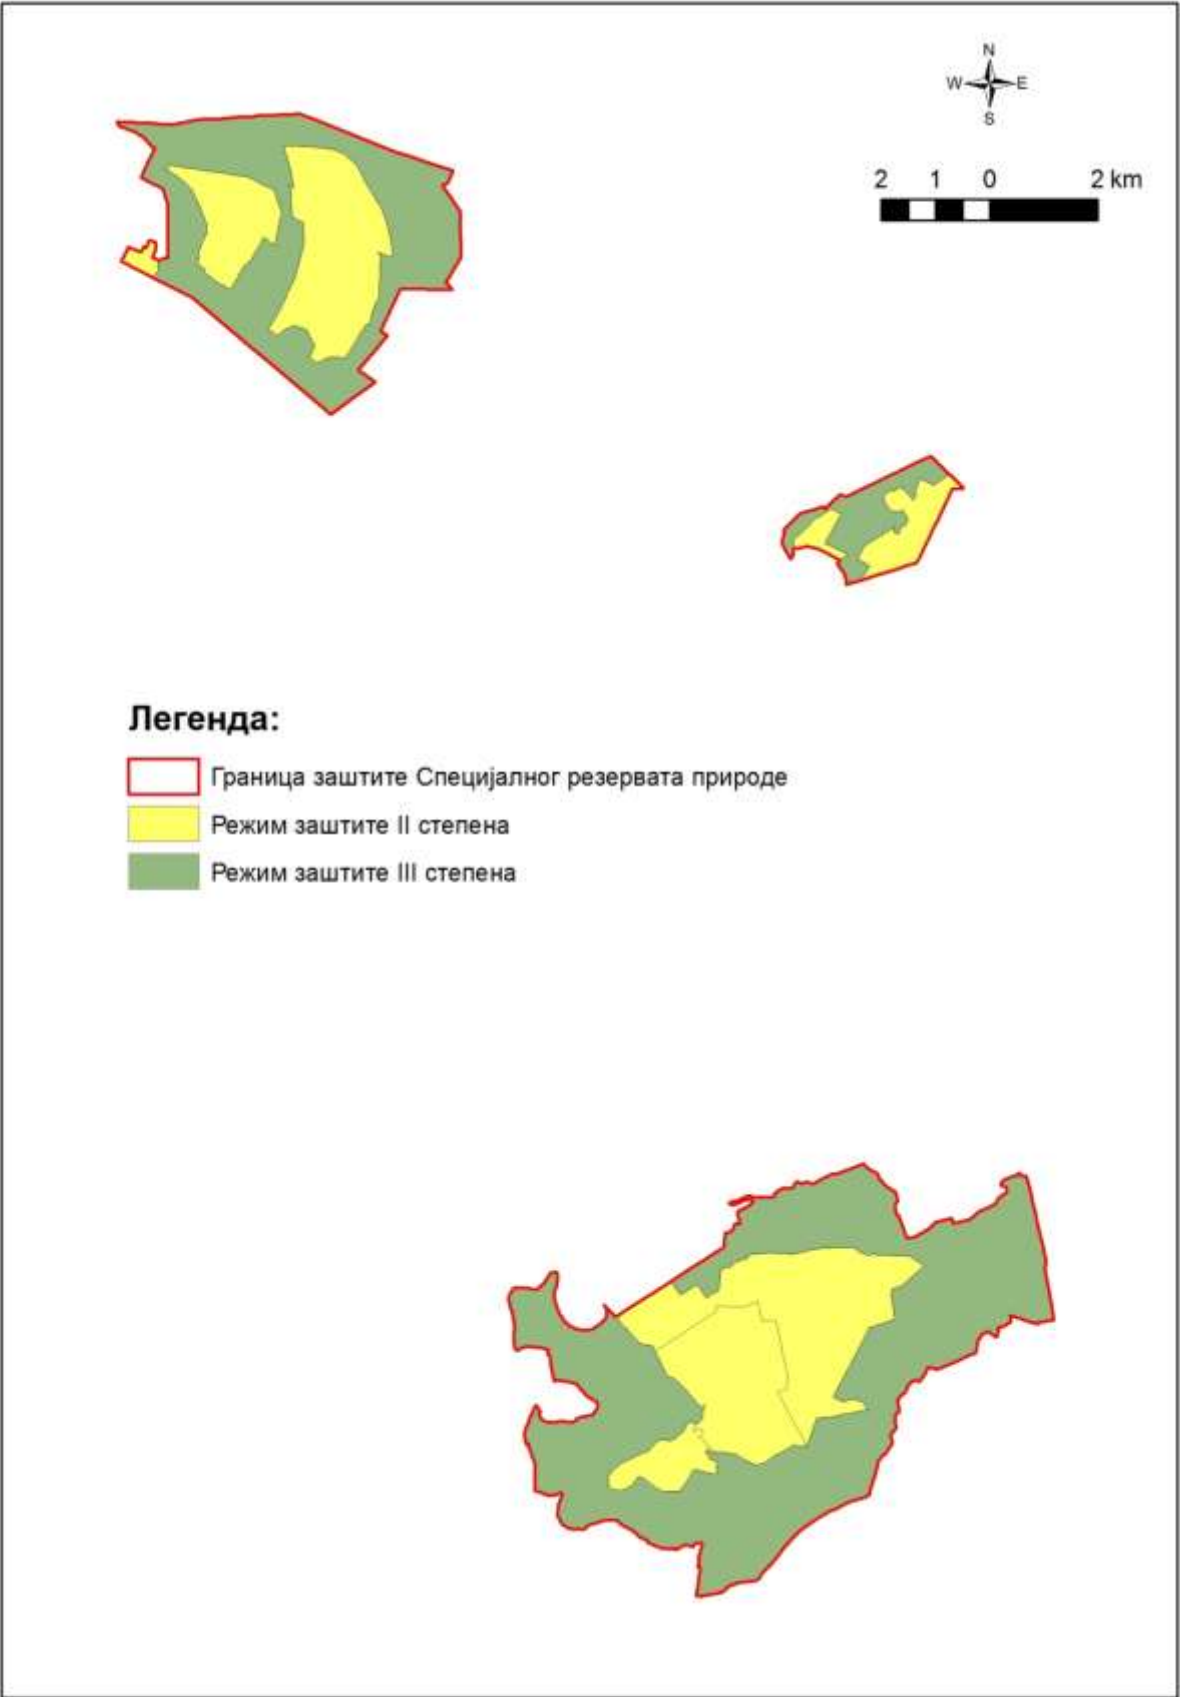 N
W E
S
2 1 0 2 km
Легенда:
Граница заштите Специјалног резервата природе
Режим заштите II степена
Режим заштите III степена